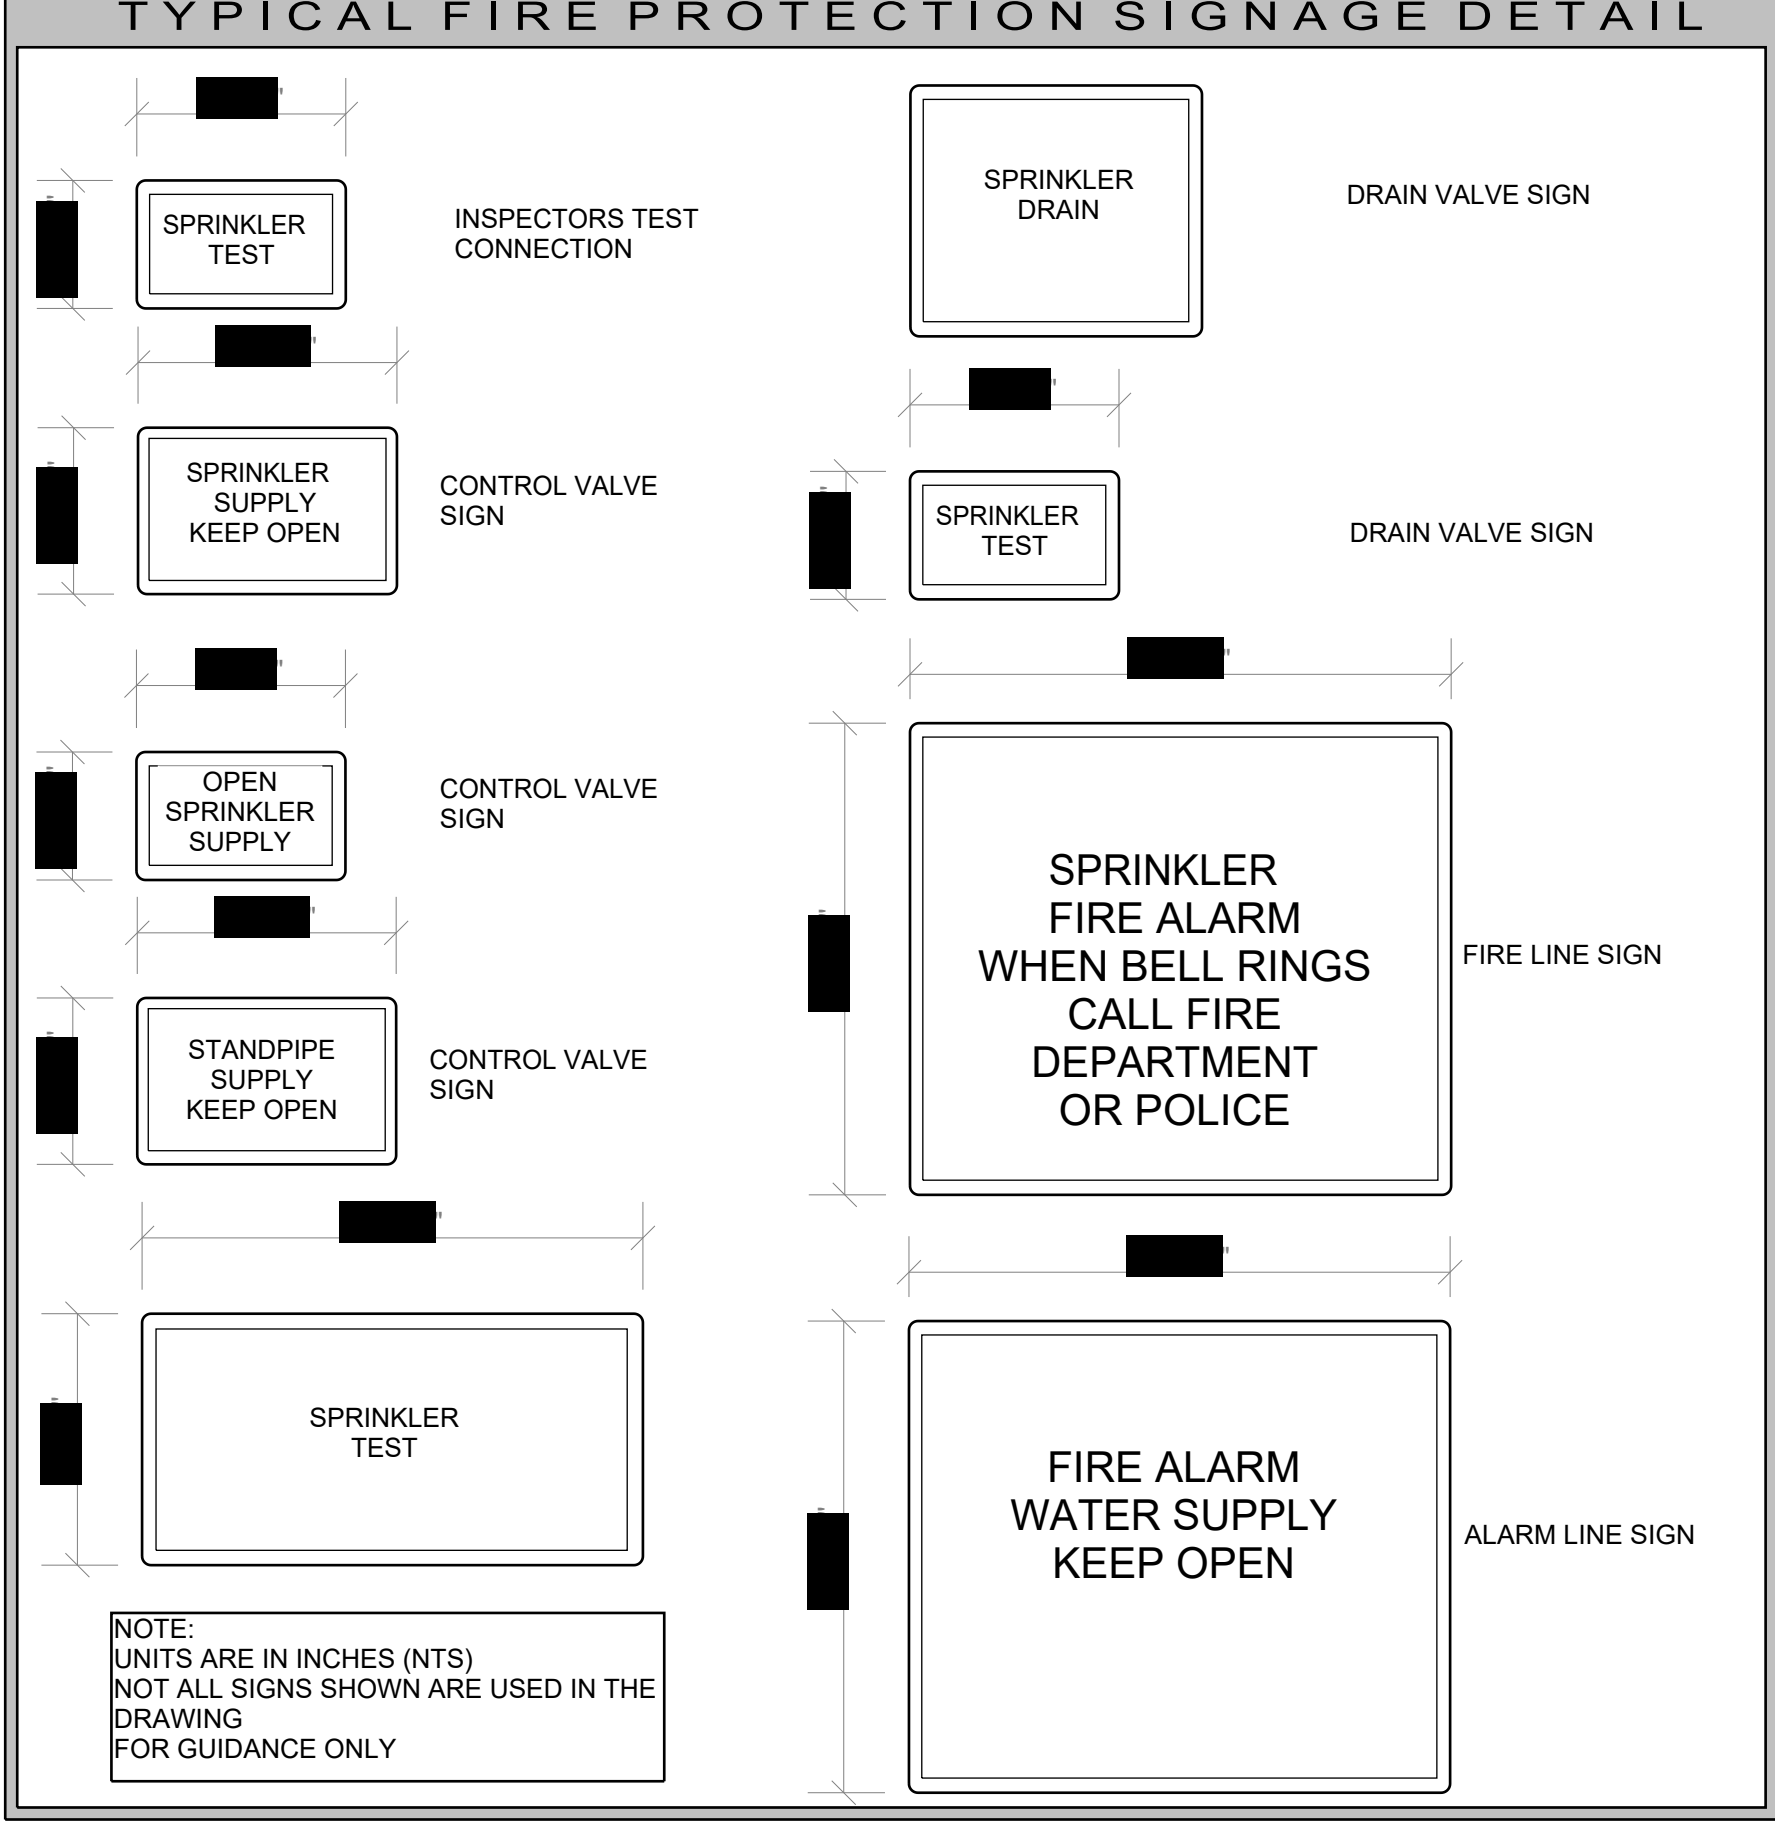 TYPICAL FIRE PROTECTION SIGNAGE DETAIL
SPRINKLER
TEST
INSPECTORS TEST
CONNECTION
SPRINKLER
SUPPLY
KEEP OPEN
CONTROL VALVE
SIGN
OPEN
SPRINKLER
SUPPLY
CONTROL VALVE
SIGN
STANDPIPE
SUPPLY
KEEP OPEN
CONTROL VALVE
SIGN
SPRINKLER
TEST
NOTE:
UNITS ARE IN INCHES (NTS)
NOT ALL SIGNS SHOWN ARE USED IN THE
DRAWING
FOR GUIDANCE ONLY
SPRINKLER
DRAIN
DRAIN VALVE SIGN
SPRINKLER
TEST
DRAIN VALVE SIGN
SPRINKLER
FIRE ALARM
WHEN BELL RINGS
CALL FIRE
DEPARTMENT
OR POLICE
FIRE LINE SIGN
FIRE ALARM
WATER SUPPLY
KEEP OPEN
ALARM LINE SIGN